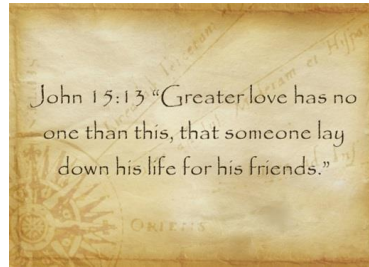 John 15:13 “Greater love has no
one than this, that someone lay
down his life for his friends.”
ORIENS